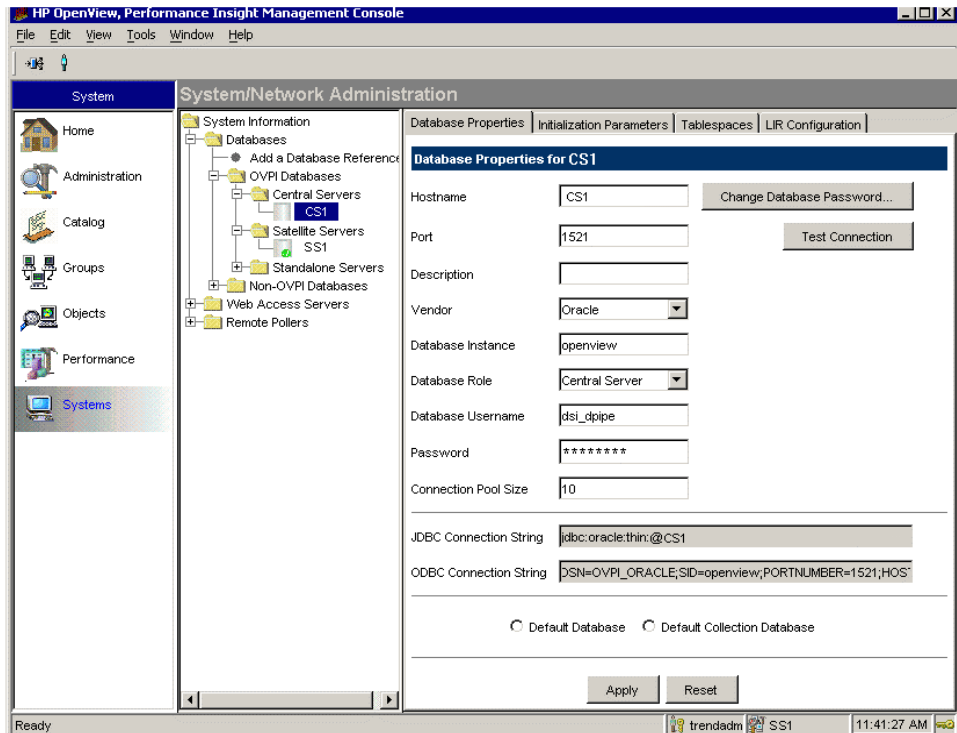 HP OpenView, Performance Insight Management Console
File Edit View Tools Window Help
System
Home
Administration
Catalog
Groups
Objects
Performance
Systems
System/Network Administration
System Information
Databases
Add a Database Reference
OVPI Databases
Central Servers
CS1
Satellite Servers
SS1
Standalone Servers
Non-OVPI Databases
Web Access Servers
Remote Pollers
Database Properties Initialization Parameters Tablespaces LIR Configuration
Database Properties for CS1
Hostname CS1 Change Database Password...
Port 1521 Test Connection
Description
Vendor Oracle
Database Instance openview
Database Role Central Server
Database Username dsi_dpipe
Password ********
Connection Pool Size 10
JDBC Connection String jdbc:oracle:thin:@CS1
ODBC Connection String DSN=OVPI_ORACLE;SID=openview;PORTNUMBER=1521;HOST
Default Database Default Collection Database
Apply Reset
Ready trendadm SS1 11:41:27 AM